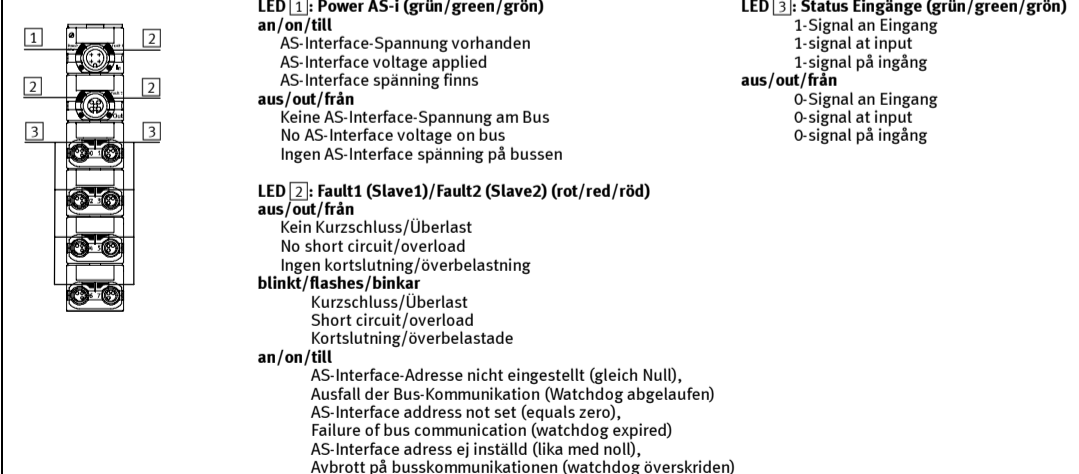 1
2
2
2
3
3
LED 1: Power AS-i (grün/green/grön)
an/on/till
AS-Interface-Spannung vorhanden
AS-Interface voltage applied
AS-Interface spänning finns
aus/out/från
Keine AS-Interface-Spannung am Bus
No AS-Interface voltage on bus
Ingen AS-Interface spänning på bussen
LED 2: Fault1 (Slave1)/Fault2 (Slave2) (rot/red/röd)
aus/out/från
Kein Kurzschluss/Überlast
No short circuit/overload
Ingen kortslutning/överbelastning
blinkt/flashes/binkar
Kurzschluss/Überlast
Short circuit/overload
Kortslutning/överbelastade
an/on/till
AS-Interface-Adresse nicht eingestellt (gleich Null),
Ausfall der Bus-Kommunikation (Watchdog abgelaufen)
AS-Interface address not set (equals zero),
Failure of bus communication (watchdog expired)
AS-Interface adress ej inställd (lika med noll),
Avbrott på busskommunikationen (watchdog överskriden)
LED 3: Status Eingänge (grün/green/grön)
1-Signal an Eingang
1-signal at input
1-signal på ingång
aus/out/från
0-Signal an Eingang
0-signal at input
0-signal på ingång